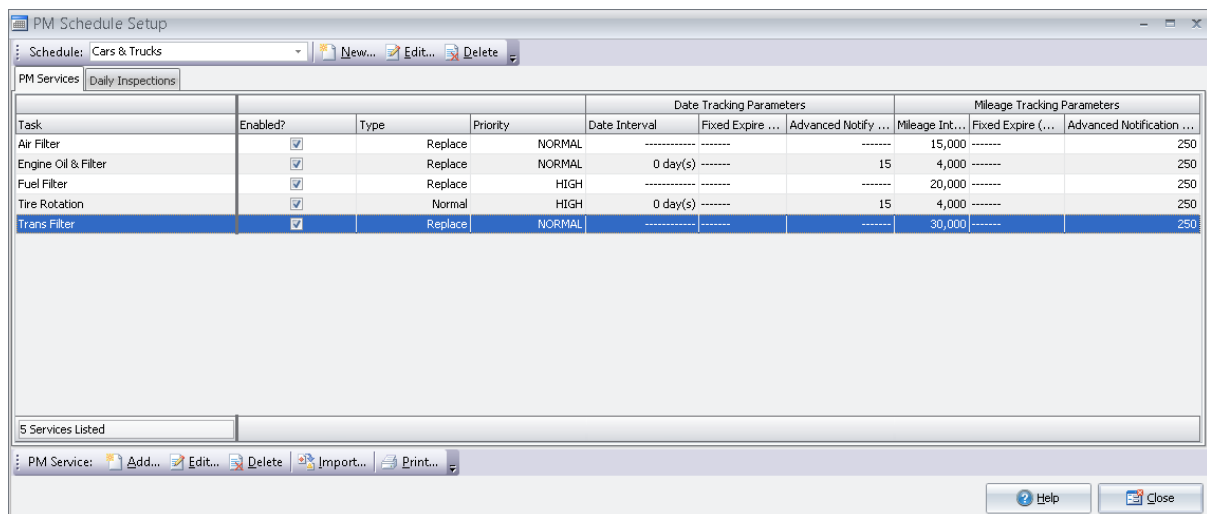 PM Schedule Setup
Schedule: Cars & Trucks New... Edit... Delete
PM Services Daily Inspections
Date Tracking Parameters Mileage Tracking Parameters
Task Enabled? Type Priority Date Interval Fixed Expire ... Advanced Notify ... Mileage Int... Fixed Expire (... Advanced Notification ...
Air Filter Replace NORMAL ------------ ------- ------- 15,000 ------- 250
Engine Oil & Filter Replace NORMAL 0 day(s) ------- 15 4,000 ------- 250
Fuel Filter Replace HIGH ------------ ------- ------- 20,000 ------- 250
Tire Rotation Normal HIGH 0 day(s) ------- 15 4,000 ------- 250
Trans Filter Replace NORMAL ------------ ------- ------- 30,000 ------- 250
5 Services Listed
PM Service: Add... Edit... Delete Import... Print...
Help Close